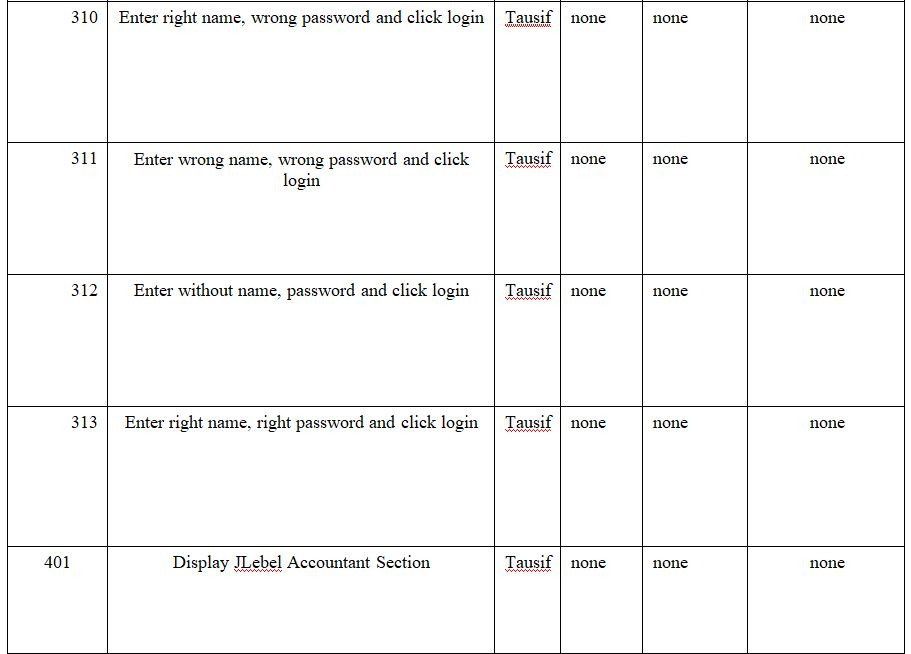 310 Enter right name, wrong password and click login Tausif none none none
311 Enter wrong name, wrong password and click Tausif none none none
login
312 Enter without name, password and click login Tausif none none none
313 Enter right name, right password and click login Tausif none none none
401 Display JLebel Accountant Section Tausif none none none